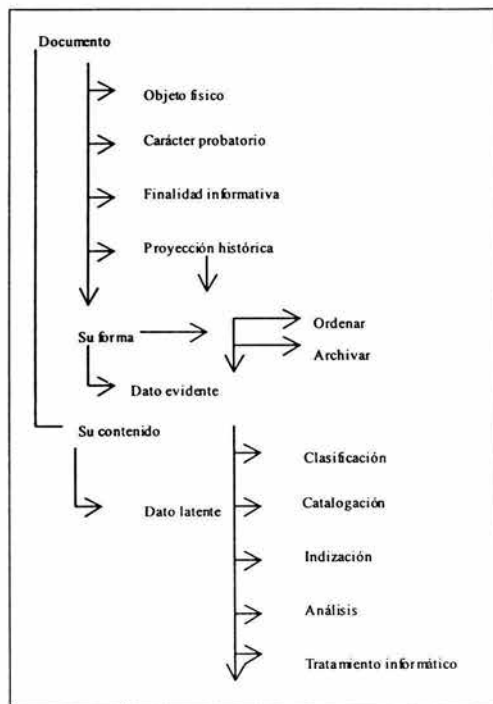 Documento
Objeto físico
Carácter probatorio
Finalidad informativa
Proyección histórica
Su forma
Ordenar
Archivar
Dato evidente
Su contenido
Clasificación
Dato latente
Catalogación
Indización
Análisis
Tratamiento informático